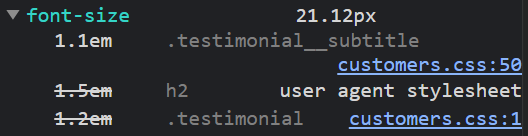 font-size 21.12px
1.1em .testimonial__subtitle
customers.css:50
1.5em h2 user agent stylesheet
1.2em .testimonial customers.css:1